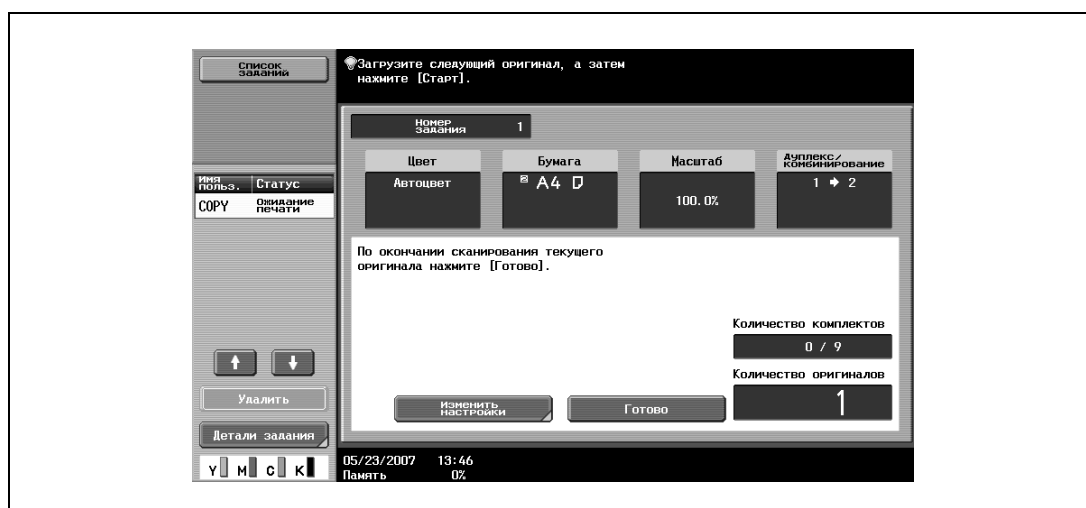 Список
заданий
Загрузите следующий оригинал, а затем
нажмите [Старт].
Номер
задания 1
Цвет Бумага Масштаб Дуплекс/
комбинирование
Автоцвет 2 A4 100.0% 1 → 2
Имя
польз. Статус
COPY Ожидание
печати
По окончании сканирования текущего
оригинала нажмите [Готово].
Количество комплектов
0 / 9
Количество оригиналов
1
Удалить
Изменить
настройки
Готово
Детали задания
Y M C K
05/23/2007 13:46
Память 0%